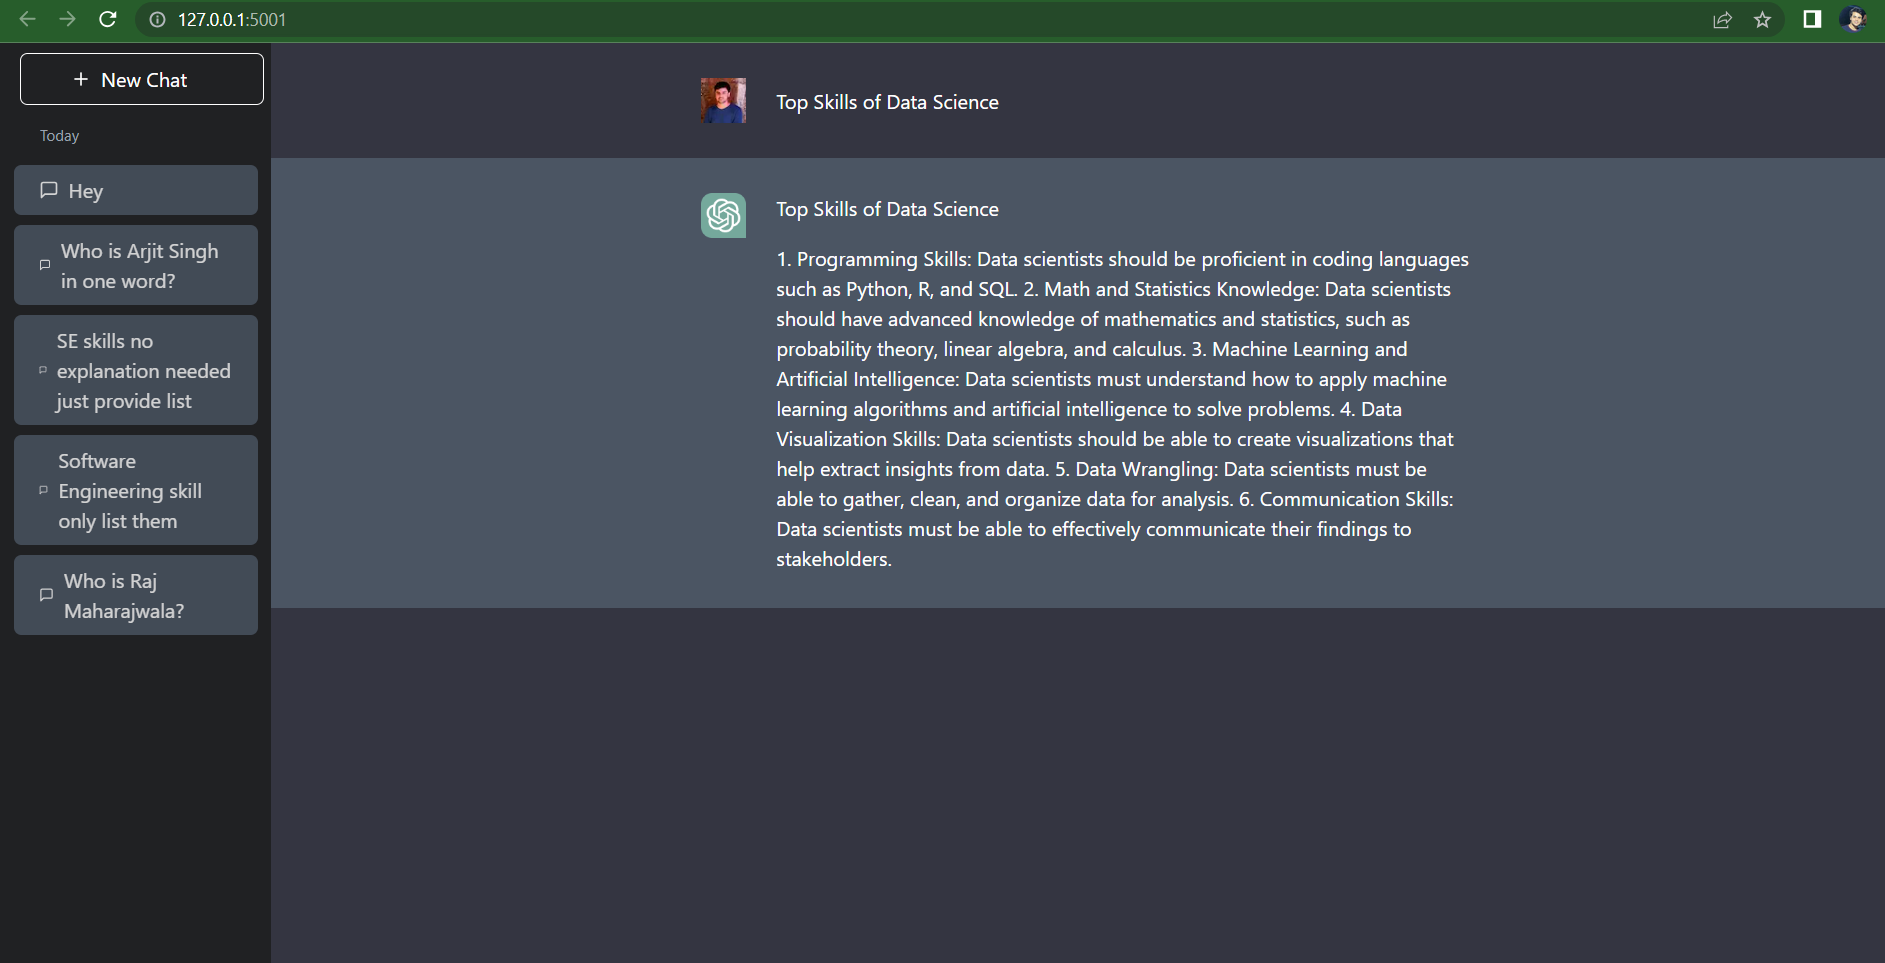 127.0.0.1:5001
New Chat
Today
Hey
Who is Arjit Singh
in one word?
SE skills no
explanation needed
just provide list
Software
Engineering skill
only list them
Who is Raj
Maharajwala?
Top Skills of Data Science
Top Skills of Data Science
1. Programming Skills: Data scientists should be proficient in coding languages
such as Python, R, and SQL. 2. Math and Statistics Knowledge: Data scientists
should have advanced knowledge of mathematics and statistics, such as
probability theory, linear algebra, and calculus. 3. Machine Learning and
Artificial Intelligence: Data scientists must understand how to apply machine
learning algorithms and artificial intelligence to solve problems. 4. Data
Visualization Skills: Data scientists should be able to create visualizations that
help extract insights from data. 5. Data Wrangling: Data scientists must be
able to gather, clean, and organize data for analysis. 6. Communication Skills:
Data scientists must be able to effectively communicate their findings to
stakeholders.